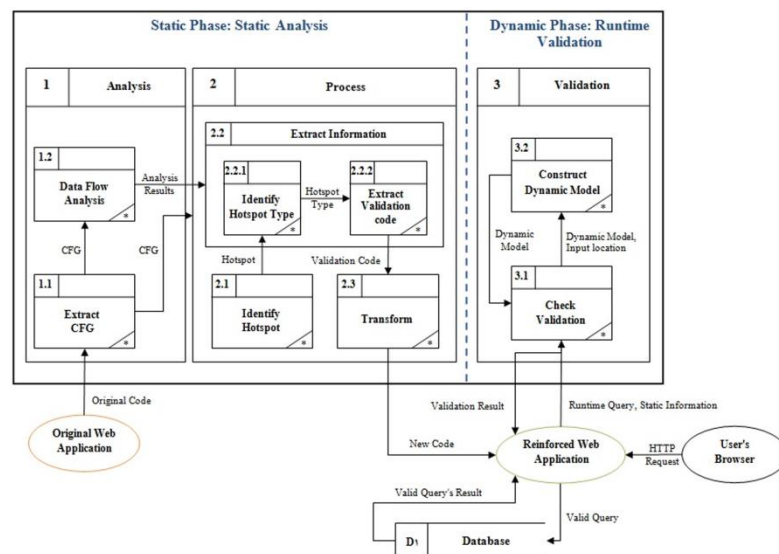 Static Phase: Static Analysis
Dynamic Phase: Runtime
Validation
1
Analysis
2
Process
3
Validation
2.2
Extract Information
1.2
Data Flow
Analysis
*
Analysis
Results
2.2.1
Identify
Hotspot Type
*
Hotspot
Type
2.2.2
Extract
Validation
code
*
3.2
Construct
Dynamic Model
*
CFG
CFG
Hotspot
Validation Code
Dynamic
Model
Dynamic Model,
Input location
1.1
Extract
CFG
*
2.1
Identify
Hotspot
*
2.3
Transform
*
3.1
Check
Validation
*
Original Code
Validation Result
Runtime Query, Static Information
Original Web
Application
New Code
Reinforced Web
Application
HTTP
Request
User's
Browser
Valid Query's Result
Valid Query
D١
Database